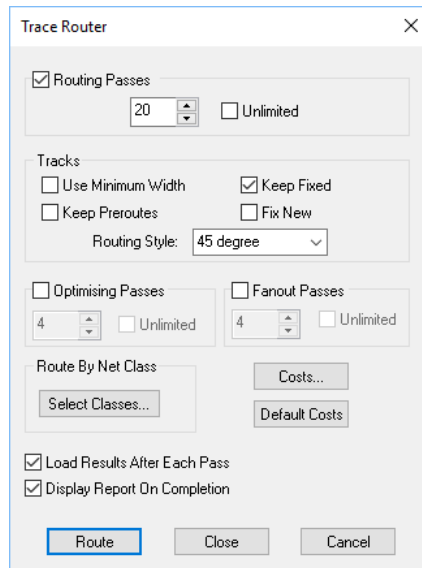 Trace Router
Routing Passes
20 Unlimited
Tracks
Use Minimum Width Keep Fixed
Keep Preroutes Fix New
Routing Style: 45 degree
Optimising Passes Fanout Passes
4 Unlimited 4 Unlimited
Route By Net Class
Costs...
Select Classes...
Default Costs
Load Results After Each Pass
Display Report On Completion
Route Close Cancel